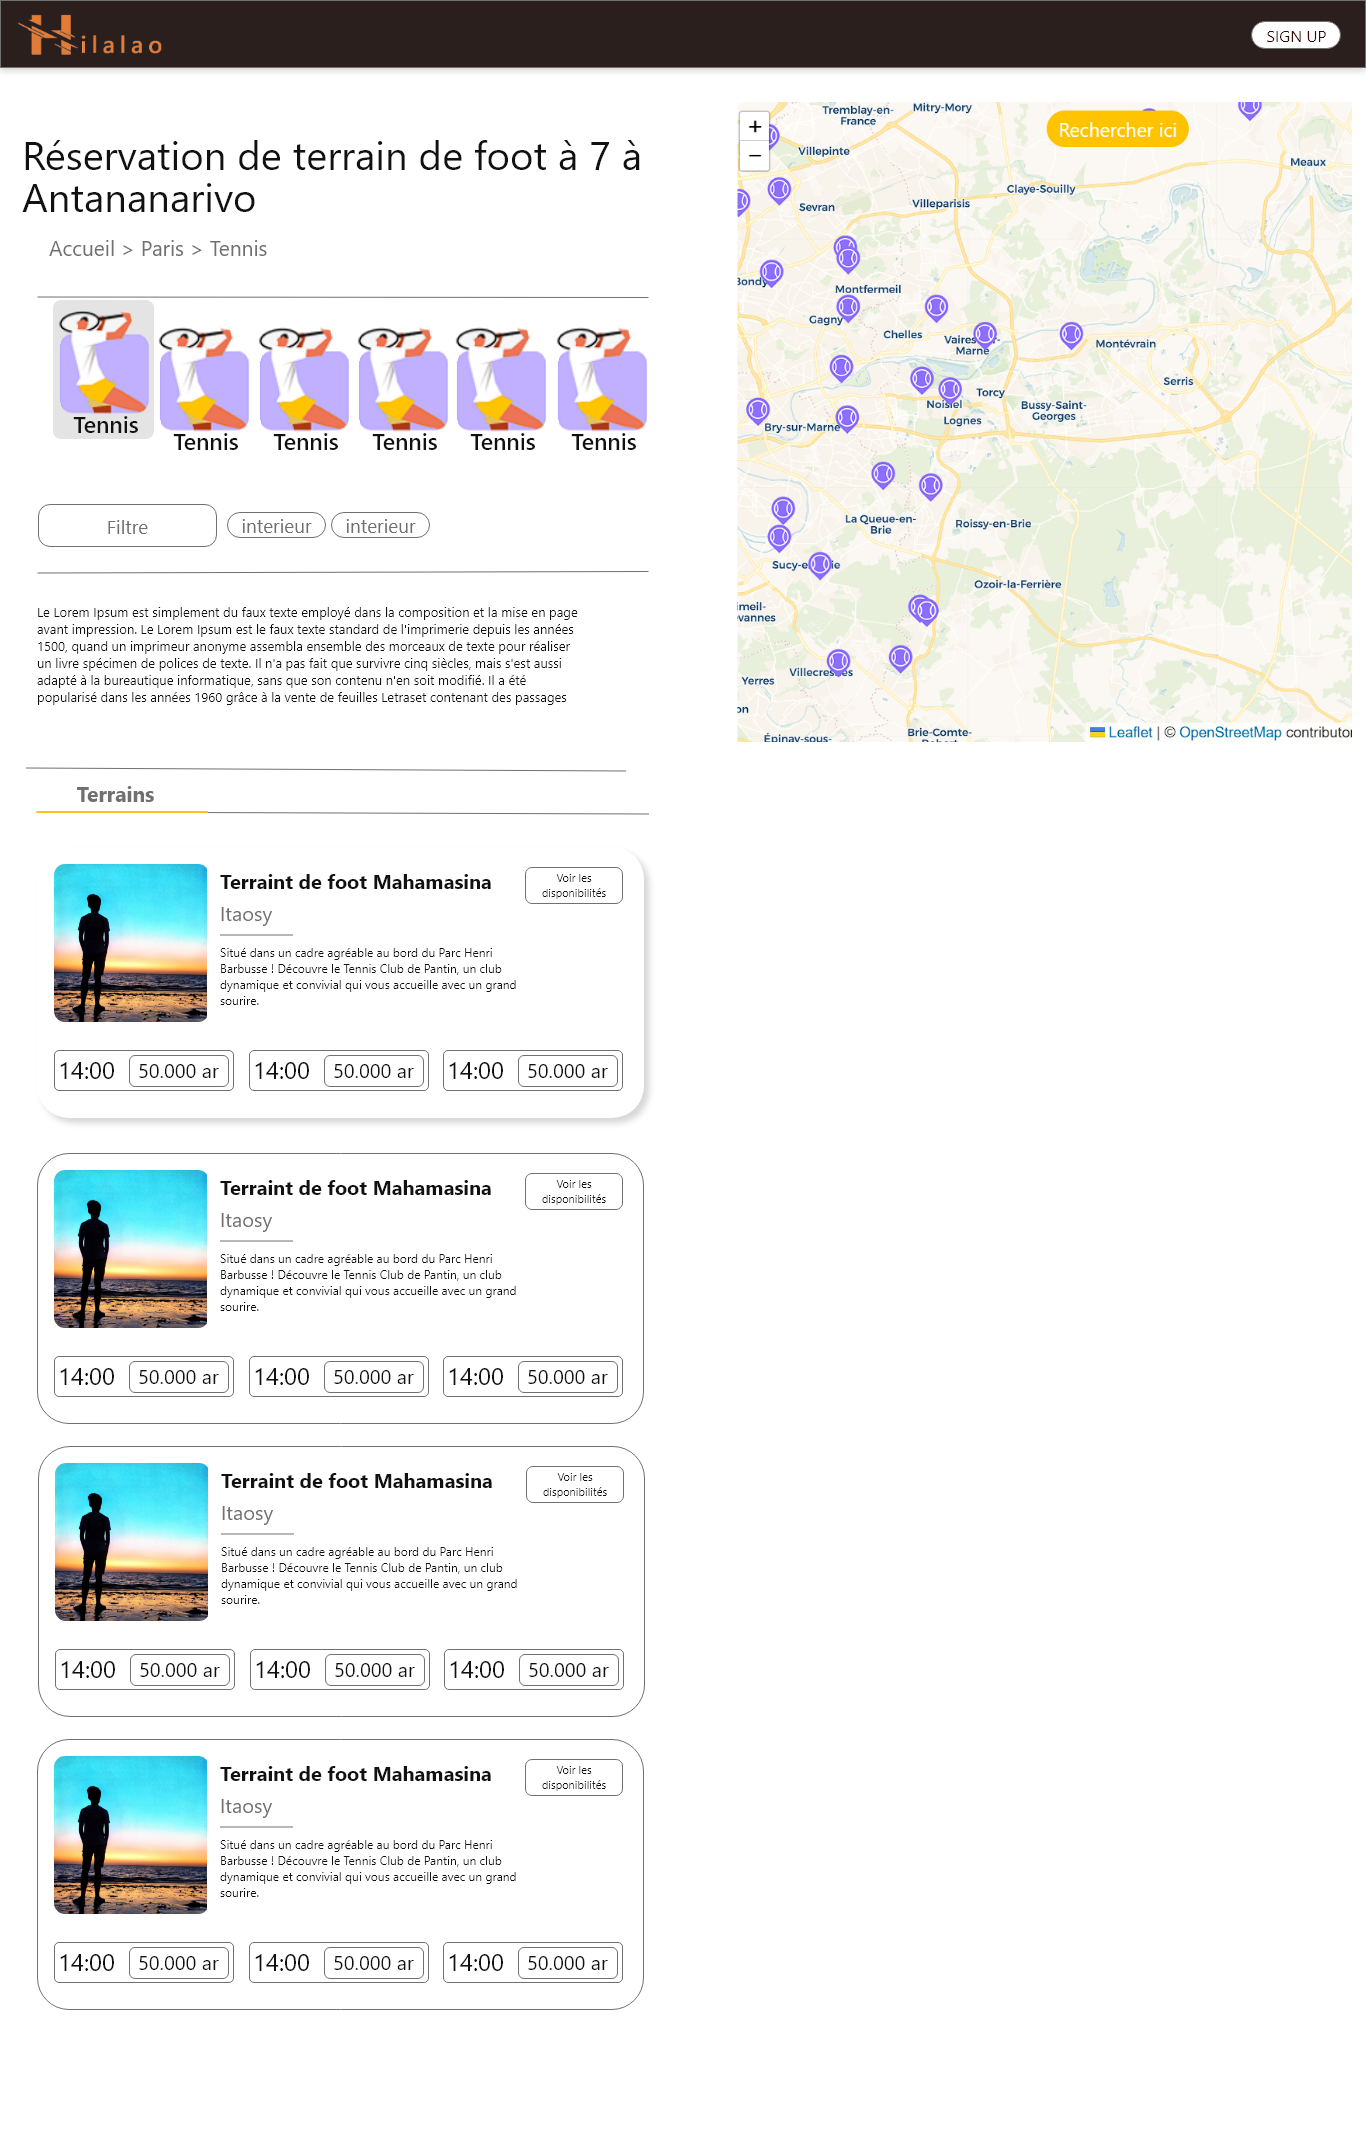 Hilalao
SIGN UP
Réservation de terrain de foot à 7 à
Antananarivo
Accueil > Paris > Tennis
Tennis
Tennis
Tennis
Tennis
Tennis
Tennis
Filtre
interieur
interieur
Le Lorem Ipsum est simplement du faux texte employé dans la composition et la mise en page
avant impression. Le Lorem Ipsum est le faux texte standard de l'imprimerie depuis les années
1500, quand un imprimeur anonyme assembla ensemble des morceaux de texte pour réaliser
un livre spécimen de polices de texte. Il n'a pas fait que survivre cinq siècles, mais s'est aussi
adapté à la bureautique informatique, sans que son contenu n'en soit modifié. Il a été
popularisé dans les années 1960 grâce à la vente de feuilles Letraset contenant des passages
Terrains
Terraint de foot Mahamasina
Voir les
disponibilités
Itaosy
Situé dans un cadre agréable au bord du Parc Henri
Barbusse ! Découvre le Tennis Club de Pantin, un club
dynamique et convivial qui vous accueille avec un grand
sourire.
14:00 50.000 ar
14:00 50.000 ar
14:00 50.000 ar
Terraint de foot Mahamasina
Voir les
disponibilités
Itaosy
Situé dans un cadre agréable au bord du Parc Henri
Barbusse ! Découvre le Tennis Club de Pantin, un club
dynamique et convivial qui vous accueille avec un grand
sourire.
14:00 50.000 ar
14:00 50.000 ar
14:00 50.000 ar
Terraint de foot Mahamasina
Voir les
disponibilités
Itaosy
Situé dans un cadre agréable au bord du Parc Henri
Barbusse ! Découvre le Tennis Club de Pantin, un club
dynamique et convivial qui vous accueille avec un grand
sourire.
14:00 50.000 ar
14:00 50.000 ar
14:00 50.000 ar
Terraint de foot Mahamasina
Voir les
disponibilités
Itaosy
Situé dans un cadre agréable au bord du Parc Henri
Barbusse ! Découvre le Tennis Club de Pantin, un club
dynamique et convivial qui vous accueille avec un grand
sourire.
14:00 50.000 ar
14:00 50.000 ar
14:00 50.000 ar
+
−
Rechercher ici
Tremblay-en-
France
Mitry-Mory
Villepinte
Meaux
Claye-Souilly
Sevran
Villeparisis
Bondy
Montfermeil
Gagny
Chelles
Marne
Montévrain
Serris
Torcy
Noisiel
Bussy-Saint-
Georges
Lognes
Bry-sur-Marne
La Queue-en-
Brie
Roissy-en-Brie
Ozoir-la-Ferrière
imeil-
evannes
Yerres
on
Épinay-sous-
Brie-Comte-
Leaflet | © OpenStreetMap contributor